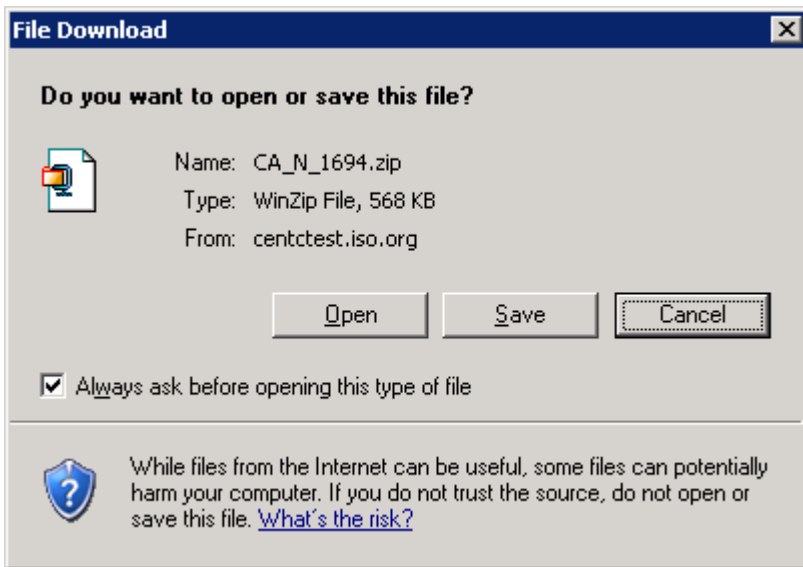 File Download
Do you want to open or save this file?
Name: CA_N_1694.zip
Type: WinZip File, 568 KB
From: centctest.iso.org
Open Save Cancel
Always ask before opening this type of file
While files from the Internet can be useful, some files can potentially
harm your computer. If you do not trust the source, do not open or
save this file. What's the risk?